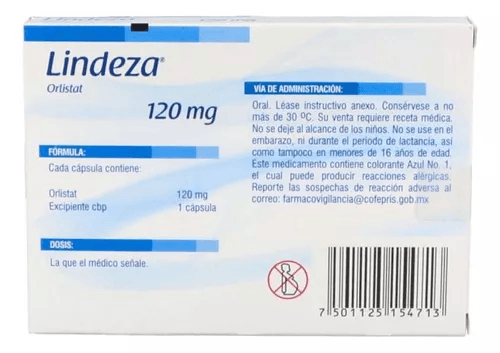 Lindeza®
Orlistat
120 mg
FÓRMULA:
Cada cápsula contiene:
Orlistat 120 mg
Excipiente cbp 1 cápsula
DOSIS:
La que el médico señale.
VÍA DE ADMINISTRACIÓN:
Oral. Léase instructivo anexo. Consérvese a no
más de 30 ºC. Su venta requiere receta médica.
No se deje al alcance de los niños. No se use en el
embarazo, ni durante el periodo de lactancia, así
como tampoco en menores de 16 años de edad.
Este medicamento contiene colorante Azul No. 1,
el cual puede producir reacciones alérgicas.
Reporte las sospechas de reacción adversa al
correo: farmacovigilancia@cofepris.gob.mx
7 501125 154713